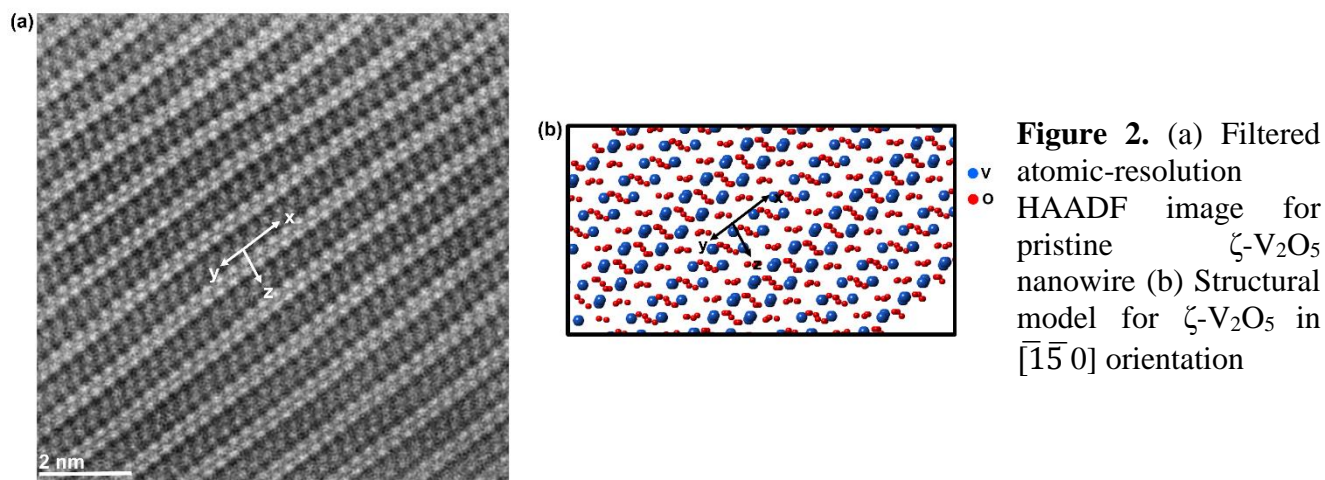 (a)
x
y
z
2 nm
(b)
x
y
z
V
O
Figure 2. (a) Filtered
atomic-resolution
HAADF image for
pristine ζ-V₂O₅
nanowire (b) Structural
model for ζ-V₂O₅ in
[1̅5̅ 0] orientation